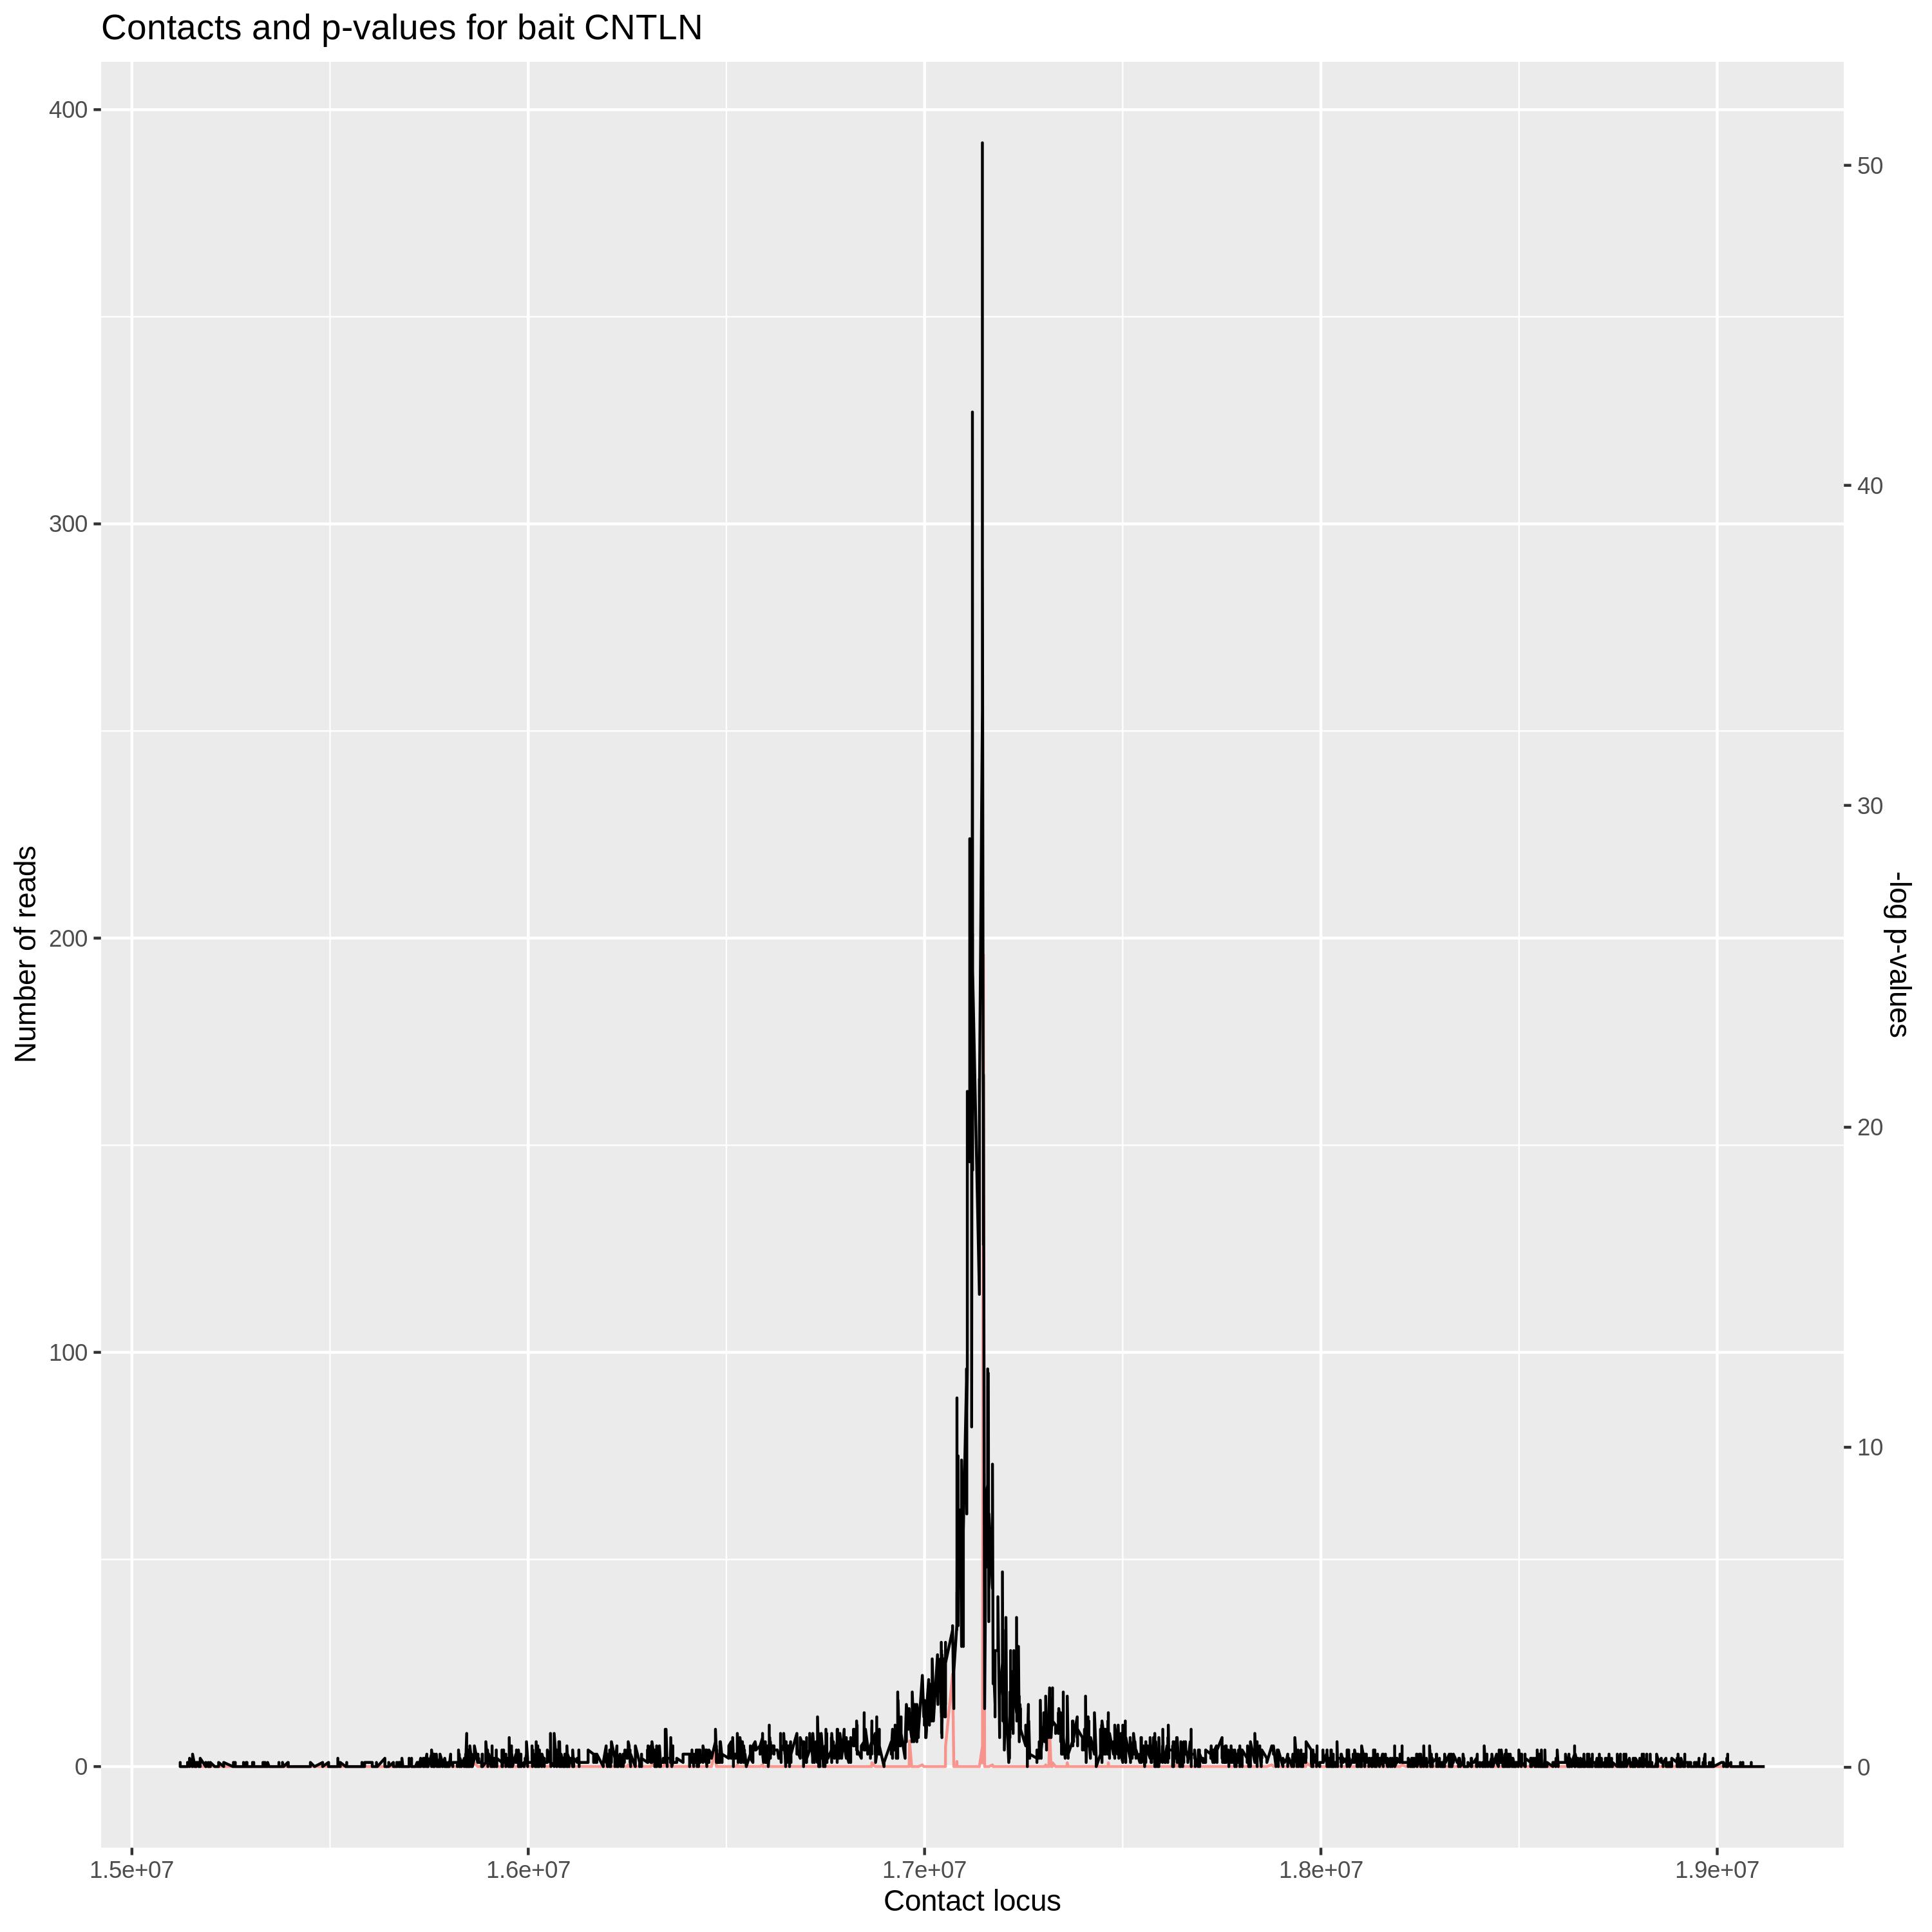 Contacts and p-values for bait CNTLN
400
300
200
100
0
Number of reads
50
40
30
20
10
0
-log p-values
1.5e+07
1.6e+07
1.7e+07
1.8e+07
1.9e+07
Contact locus